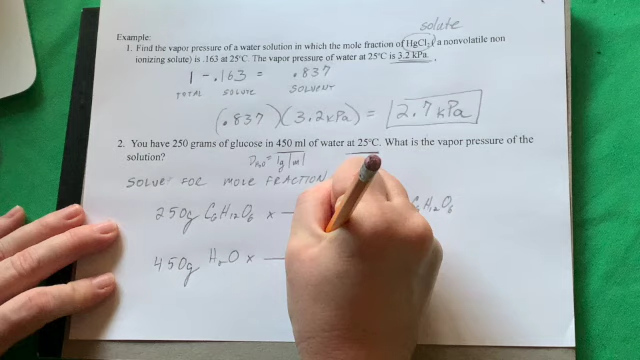 solute
Example:
1. Find the vapor pressure of a water solution in which the mole fraction of HgCl2 (a nonvolatile non
ionizing solute) is .163 at 25°C. The vapor pressure of water at 25°C is 3.2 kPa.
1 - .163 = .837
TOTAL SOLUTE SOLVENT
(.837)(3.2 kPa) = 2.7 kPa
2. You have 250 grams of glucose in 450 ml of water at 25°C. What is the vapor pressure of the
solution?
DH2O = 1g/ml
SOLVE FOR MOLE FRACTION
250g C6H12O6 x C6H12O6
450g H2O x